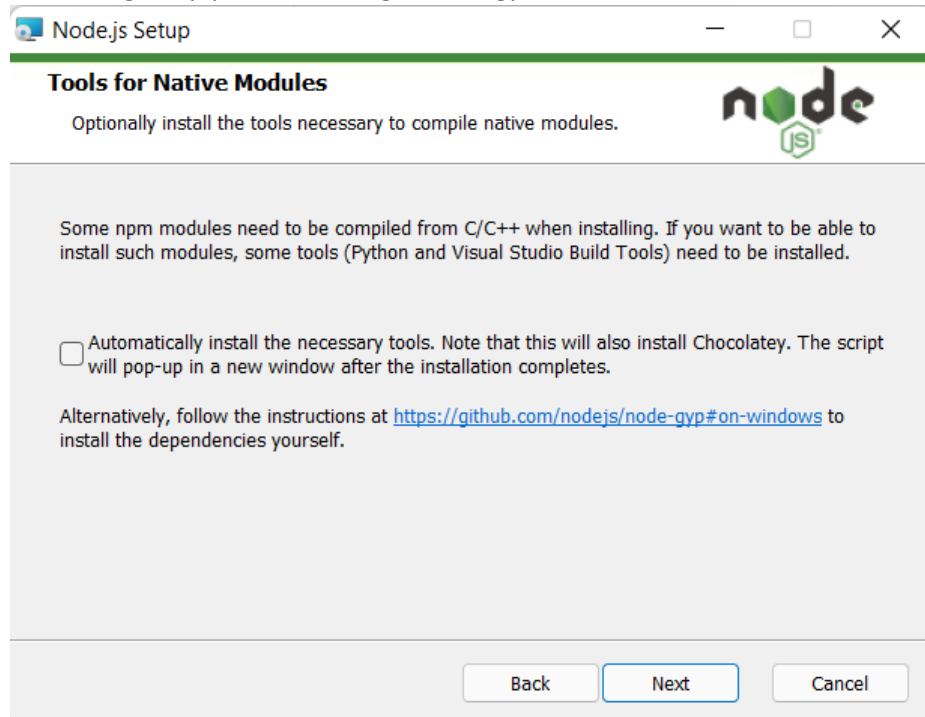 Node.js Setup
Tools for Native Modules
Optionally install the tools necessary to compile native modules.
node
JS
Some npm modules need to be compiled from C/C++ when installing. If you want to be able to
install such modules, some tools (Python and Visual Studio Build Tools) need to be installed.
Automatically install the necessary tools. Note that this will also install Chocolatey. The script
will pop-up in a new window after the installation completes.
Alternatively, follow the instructions at https://github.com/nodejs/node-gyp#on-windows to
install the dependencies yourself.
Back Next Cancel